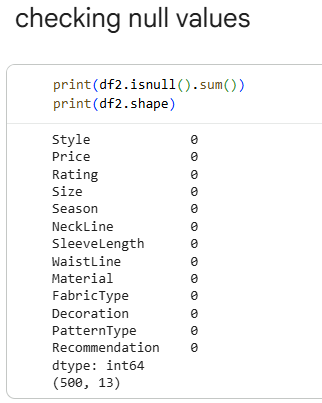 checking null values
print(df2.isnull().sum())
print(df2.shape)
Style 0
Price 0
Rating 0
Size 0
Season 0
NeckLine 0
SleeveLength 0
WaistLine 0
Material 0
FabricType 0
Decoration 0
PatternType 0
Recommendation 0
dtype: int64
(500, 13)